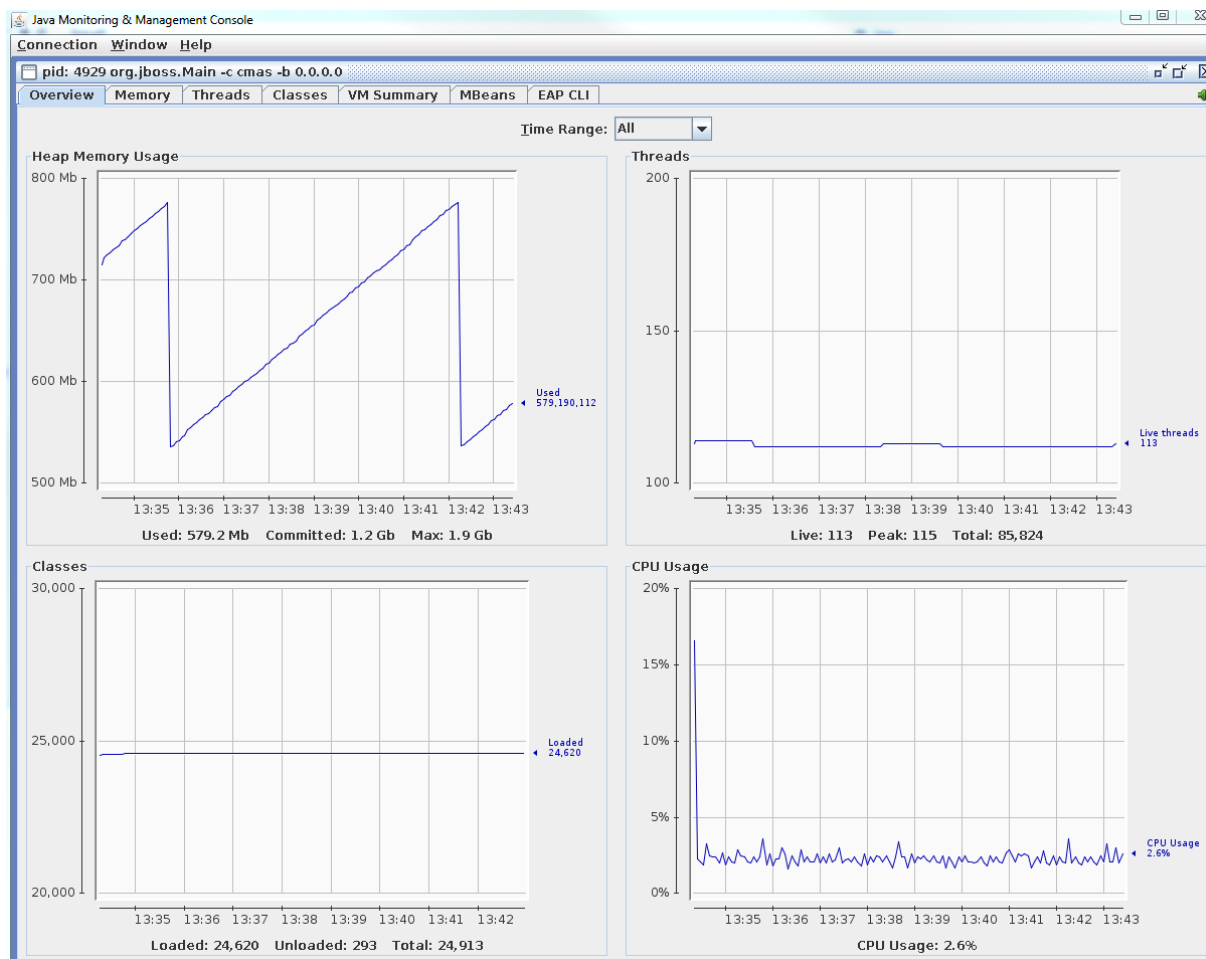 Java Monitoring & Management Console
Connection Window Help
pid: 4929 org.jboss.Main -c cmas -b 0.0.0.0
Overview Memory Threads Classes VM Summary MBeans EAP CLI
Time Range: All
Heap Memory Usage
800 Mb
700 Mb
600 Mb
500 Mb
Used
579,190,112
13:35 13:36 13:37 13:38 13:39 13:40 13:41 13:42 13:43
Used: 579.2 Mb Committed: 1.2 Gb Max: 1.9 Gb
Threads
200
150
100
Live threads
113
13:35 13:36 13:37 13:38 13:39 13:40 13:41 13:42 13:43
Live: 113 Peak: 115 Total: 85,824
Classes
30,000
25,000
20,000
Loaded
24,620
13:35 13:36 13:37 13:38 13:39 13:40 13:41 13:42
Loaded: 24,620 Unloaded: 293 Total: 24,913
CPU Usage
20%
15%
10%
5%
0%
CPU Usage
2.6%
13:35 13:36 13:37 13:38 13:39 13:40 13:41 13:42 13:43
CPU Usage: 2.6%